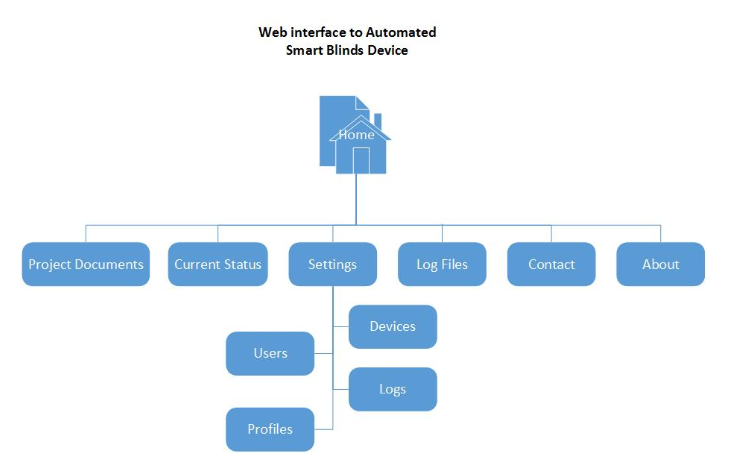 Web interface to Automated
Smart Blinds Device
Home
Project Documents
Current Status
Settings
Log Files
Contact
About
Devices
Users
Logs
Profiles